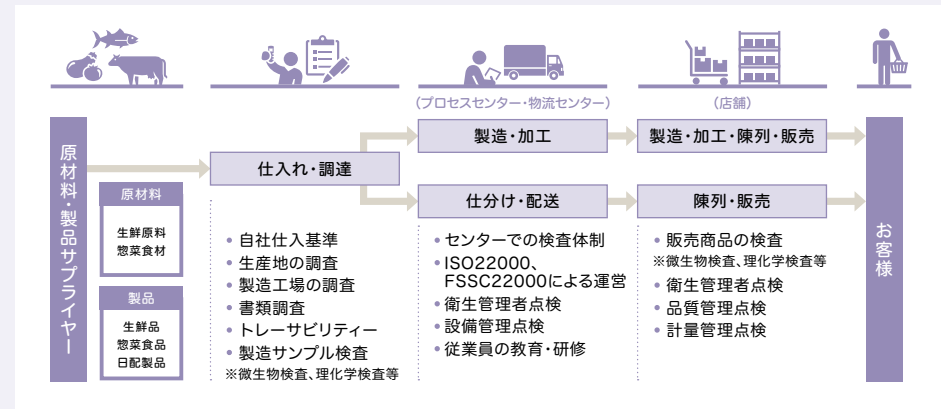 (プロセスセンター・物流センター)
(店舗)
原材料・製品サプライヤー
原材料
生鮮原料
惣菜食材
製品
生鮮品
惣菜食品
日配製品
仕入れ・調達
• 自社仕入基準
• 生産地の調査
• 製造工場の調査
• 書類調査
• トレーサビリティー
• 製造サンプル検査
※微生物検査、理化学検査等
製造・加工
仕分け・配送
• センターでの検査体制
• ISO22000、
FSSC22000による運営
• 衛生管理者点検
• 設備管理点検
• 従業員の教育・研修
製造・加工・陳列・販売
陳列・販売
• 販売商品の検査
※微生物検査、理化学検査等
• 衛生管理者点検
• 品質管理点検
• 計量管理点検
お客様